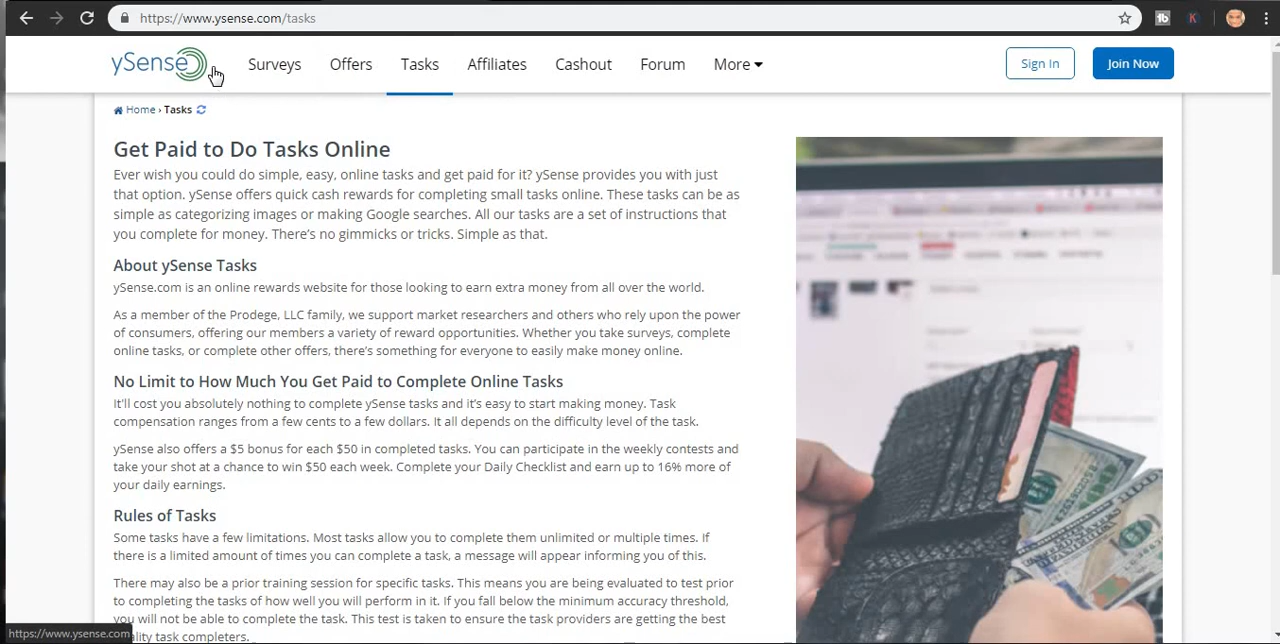 https://www.ysense.com/tasks
ySense Surveys Offers Tasks Affiliates Cashout Forum More Sign In Join Now
Home › Tasks
Get Paid to Do Tasks Online
Ever wish you could do simple, easy, online tasks and get paid for it? ySense provides you with just
that option. ySense offers quick cash rewards for completing small tasks online. These tasks can be as
simple as categorizing images or making Google searches. All our tasks are a set of instructions that
you complete for money. There's no gimmicks or tricks. Simple as that.
About ySense Tasks
ySense.com is an online rewards website for those looking to earn extra money from all over the world.
As a member of the Prodege, LLC family, we support market researchers and others who rely upon the power
of consumers, offering our members a variety of reward opportunities. Whether you take surveys, complete
online tasks, or complete other offers, there's something for everyone to easily make money online.
No Limit to How Much You Get Paid to Complete Online Tasks
It'll cost you absolutely nothing to complete ySense tasks and it's easy to start making money. Task
compensation ranges from a few cents to a few dollars. It all depends on the difficulty level of the task.
ySense also offers a $5 bonus for each $50 in completed tasks. You can participate in the weekly contests and
take your shot at a chance to win $50 each week. Complete your Daily Checklist and earn up to 16% more of
your daily earnings.
Rules of Tasks
Some tasks have a few limitations. Most tasks allow you to complete them unlimited or multiple times. If
there is a limited amount of times you can complete a task, a message will appear informing you of this.
There may also be a prior training session for specific tasks. This means you are being evaluated to test prior
to completing the tasks of how well you will perform in it. If you fall below the minimum accuracy threshold,
you will not be able to complete the task. This test is taken to ensure the task providers are getting the best
https://www.ysense.com
task completers.